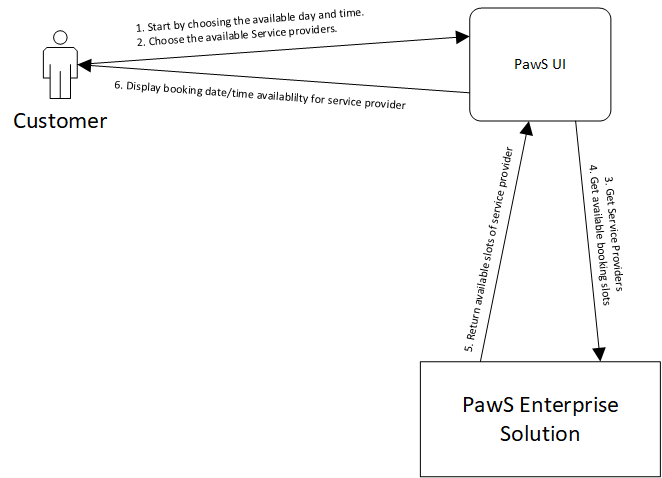 1. Start by choosing the available day and time.
2. Choose the available Service providers.
PawS UI
6. Display booking date/time availablilty for service provider
Customer
5. Return available slots of service provider
3. Get Service Providers
4. Get available booking slots
PawS Enterprise
Solution